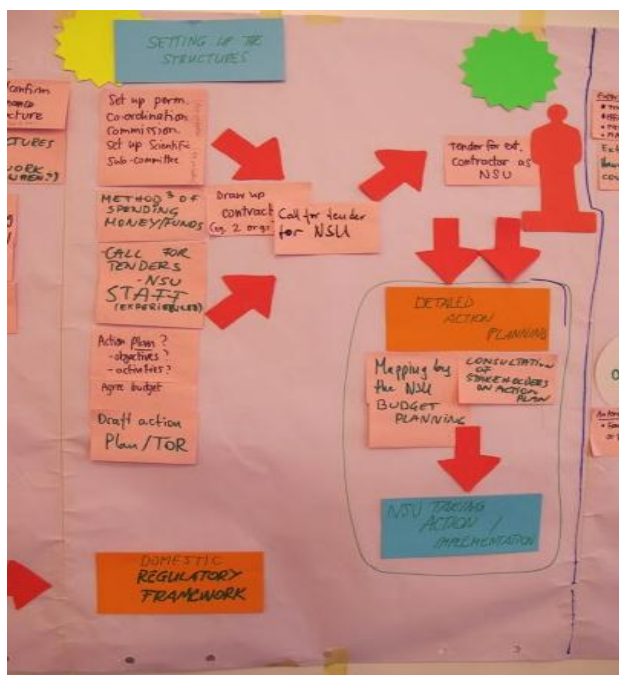 SETTING UP THE
STRUCTURES
Confirm
Set up perm.
Co-ordination
Commission.
Set up Scientific
Sub-committee
METHODS OF
SPENDING
MONEY/FUNDS
CALL FOR
TENDERS
- NSU
STAFF
(EXPERIENCED)
Action plan?
- objectives?
- activities?
Agree budget
Draft action
Plan/TOR
Draw up
contract
Call for tender
for NSU
Tender for ext.
contractor as
NSU
DETAILED
ACTION
PLANNING
Mapping by
the NSU
BUDGET
PLANNING
CONSULTATION
OF
STAKEHOLDERS
ON ACTION
PLAN
NSU TAKING
ACTION /
IMPLEMENTATION
DOMESTIC
REGULATORY
FRAMEWORK